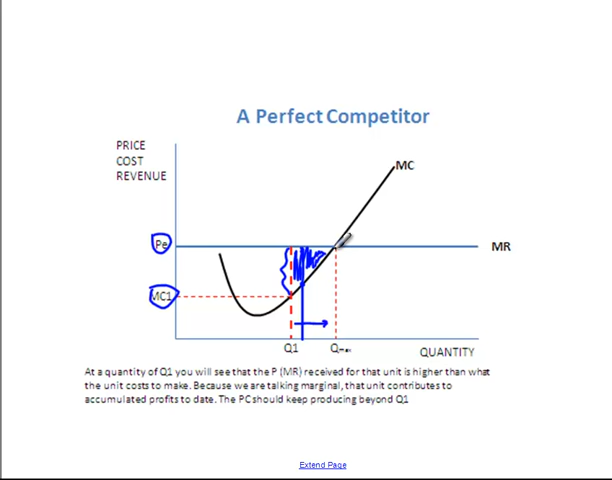 A Perfect Competitor
PRICE
COST
REVENUE
MC
Pe
MR
MC1
Q1
QUANTITY
At a quantity of Q1 you will see that the P (MR) received for that unit is higher than what
the unit costs to make. Because we are talking marginal, that unit contributes to
accumulated profits to date. The PC should keep producing beyond Q1
Extend Page